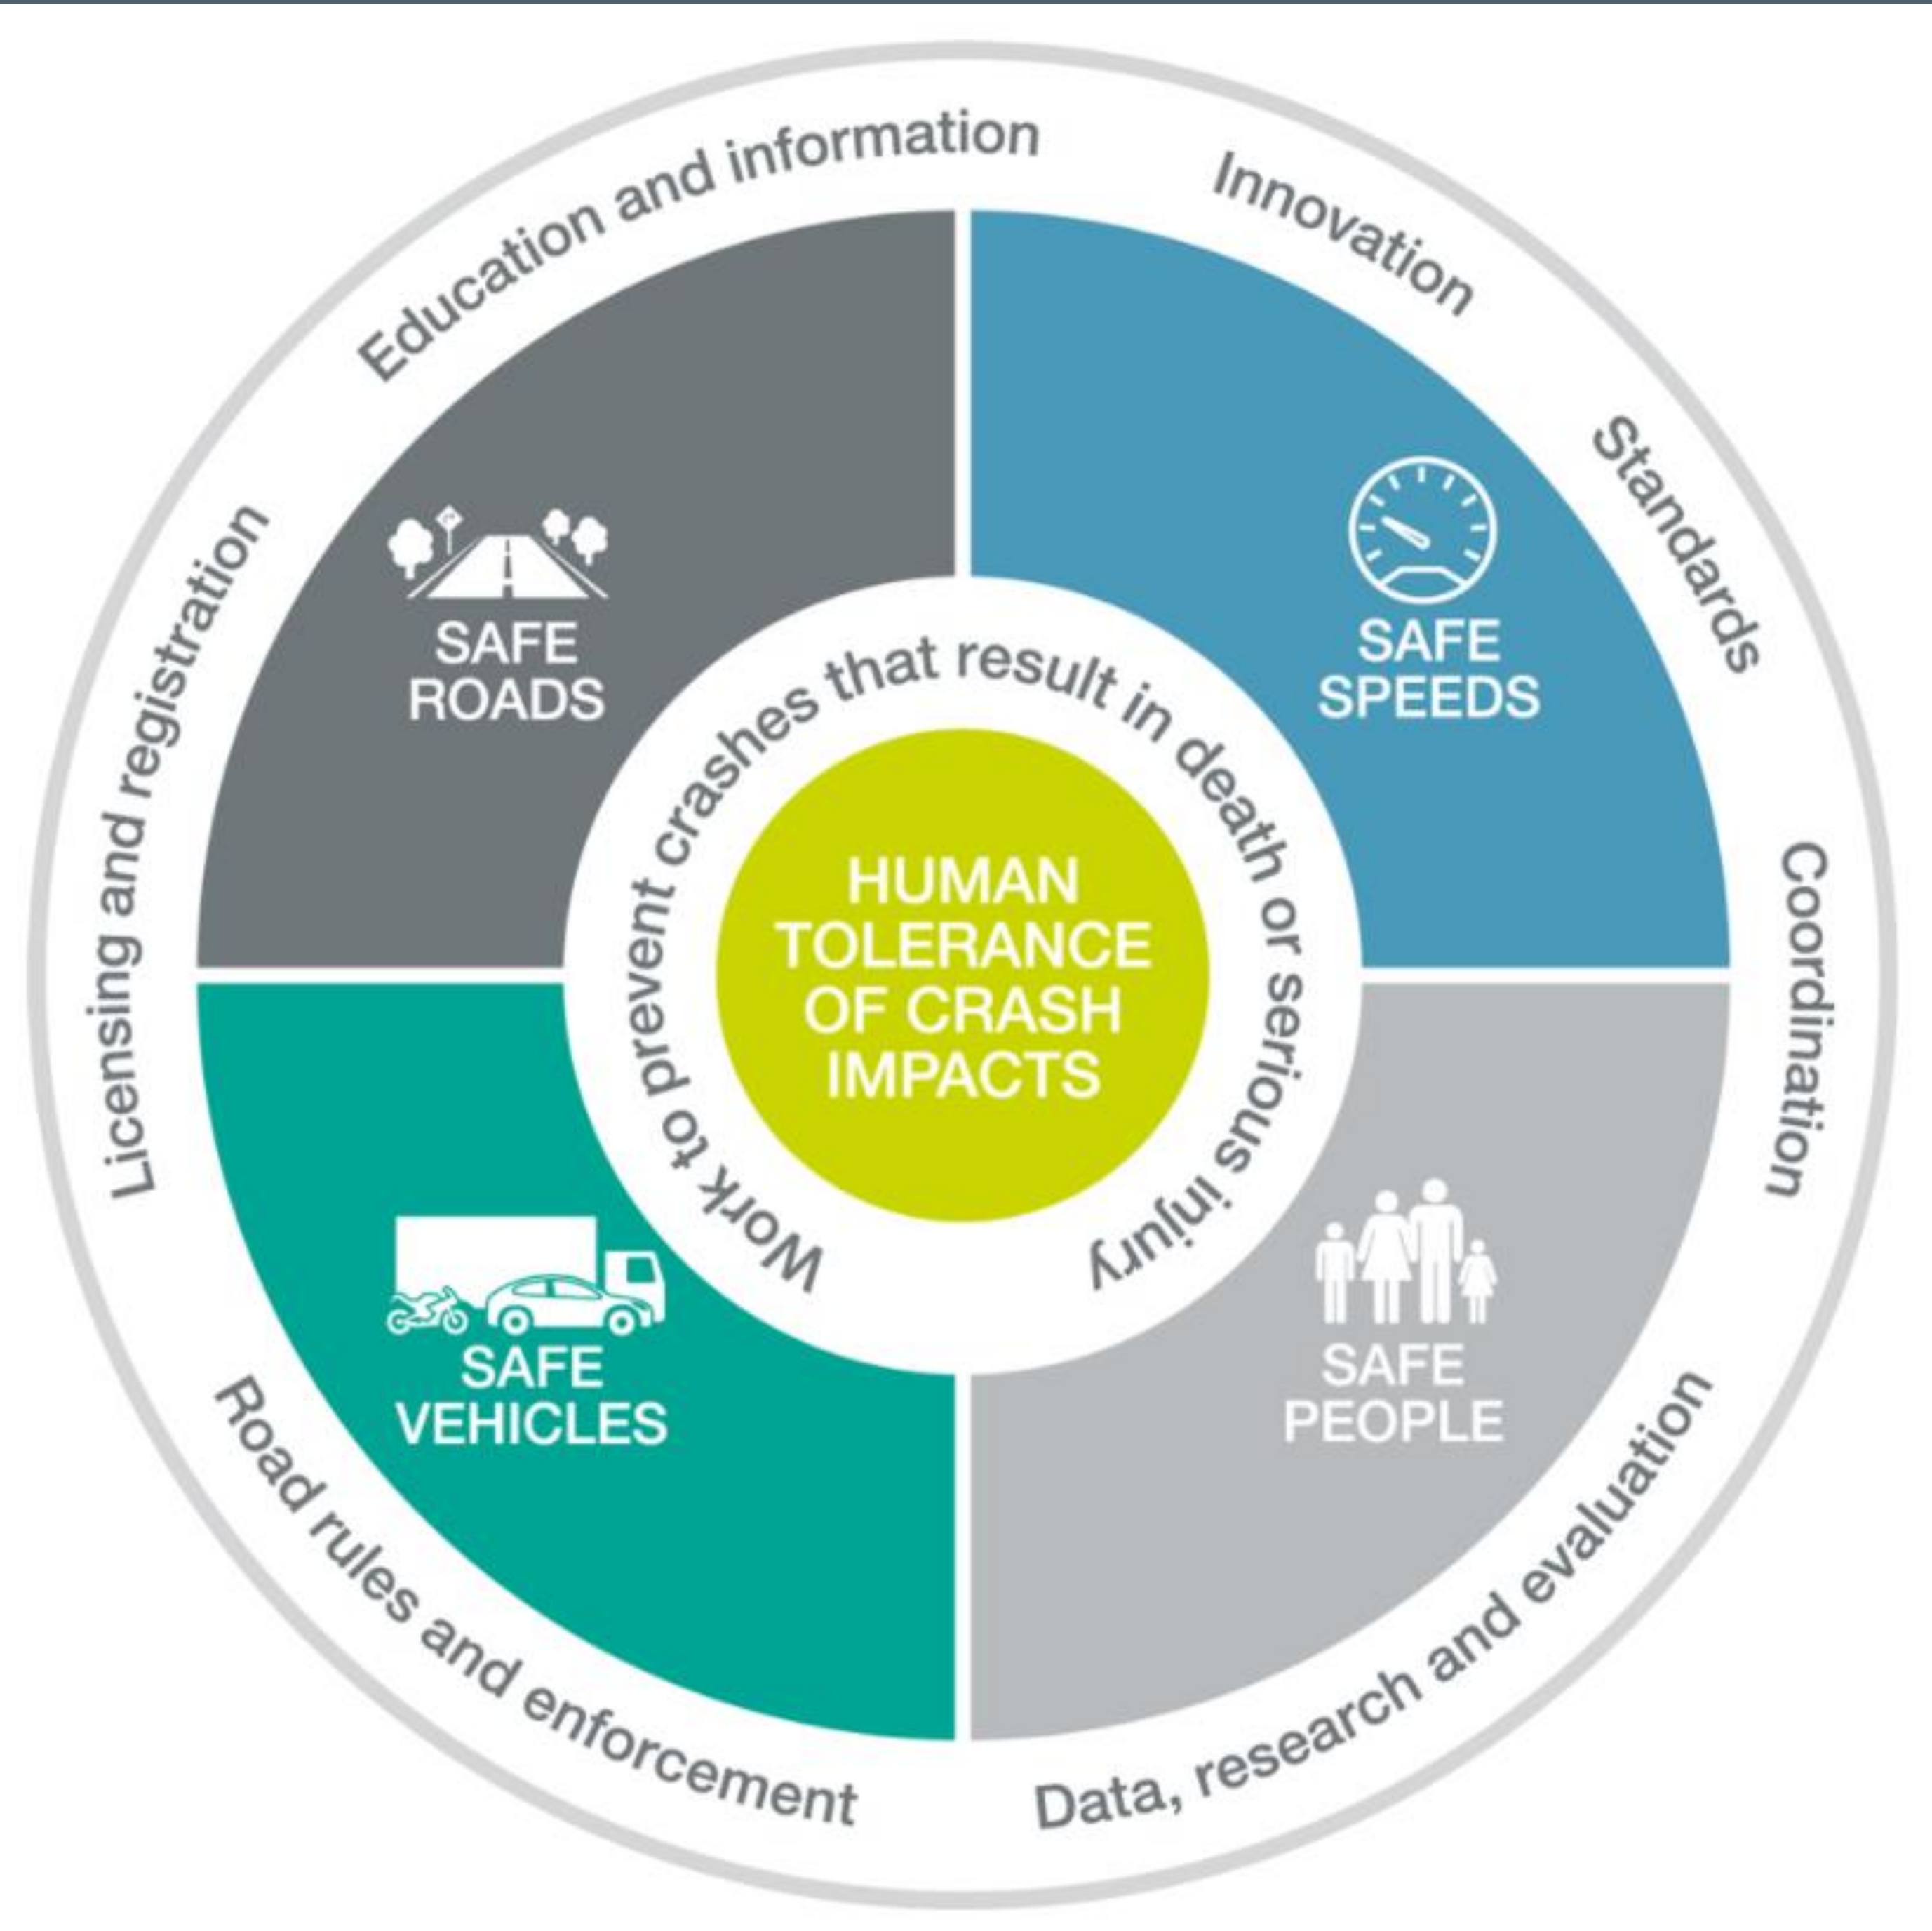 Education and information
Innovation
Standards
Coordination
Data, research and evaluation
Road rules and enforcement
Licensing and registration
SAFE
ROADS
SAFE
SPEEDS
SAFE
PEOPLE
SAFE
VEHICLES
Work to prevent crashes that result in death or serious injury
HUMAN
TOLERANCE
OF CRASH
IMPACTS